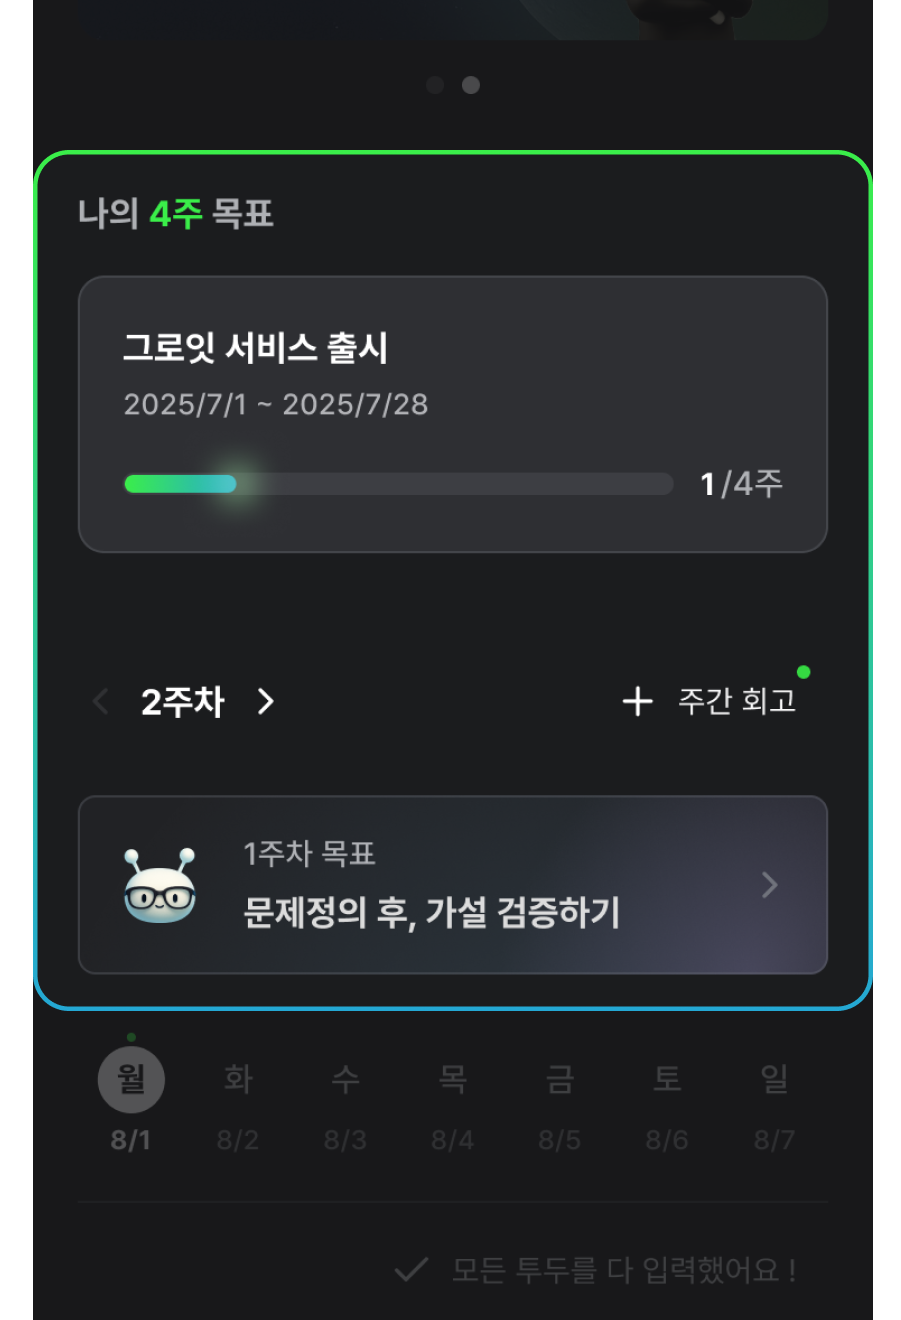 나의 4주 목표
그로잇 서비스 출시
2025/7/1 ~ 2025/7/28
1/4주
2주차
주간 회고
1주차 목표
문제정의 후, 가설 검증하기
월 화 수 목 금 토 일
8/1 8/2 8/3 8/4 8/5 8/6 8/7
모든 투두를 다 입력했어요 !